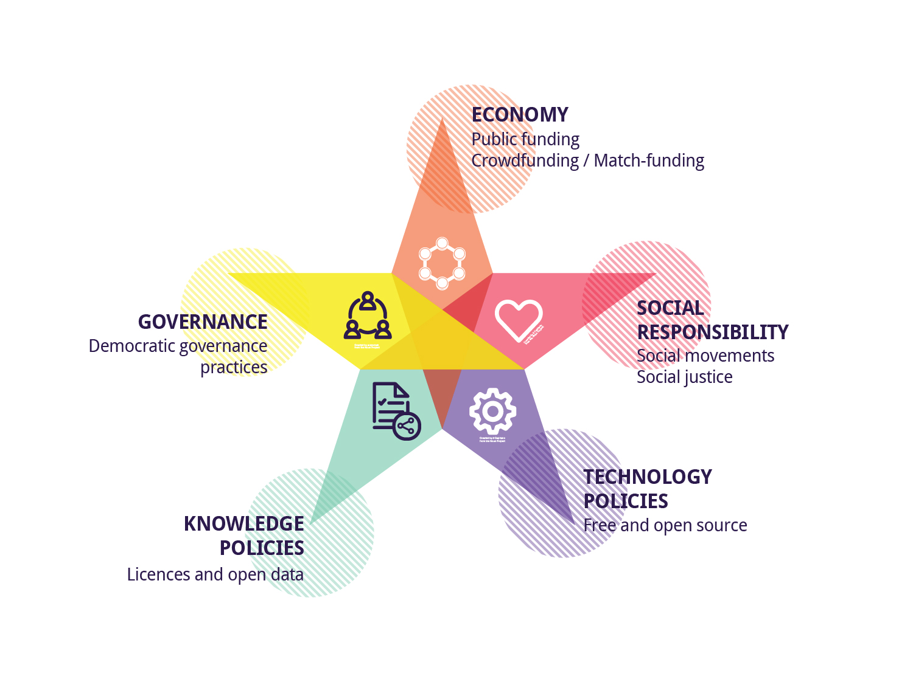 ECONOMY
Public funding
Crowdfunding / Match-funding
SOCIAL
RESPONSIBILITY
Social movements
Social justice
GOVERNANCE
Democratic governance
practices
TECHNOLOGY
POLICIES
Free and open source
KNOWLEDGE
POLICIES
Licences and open data